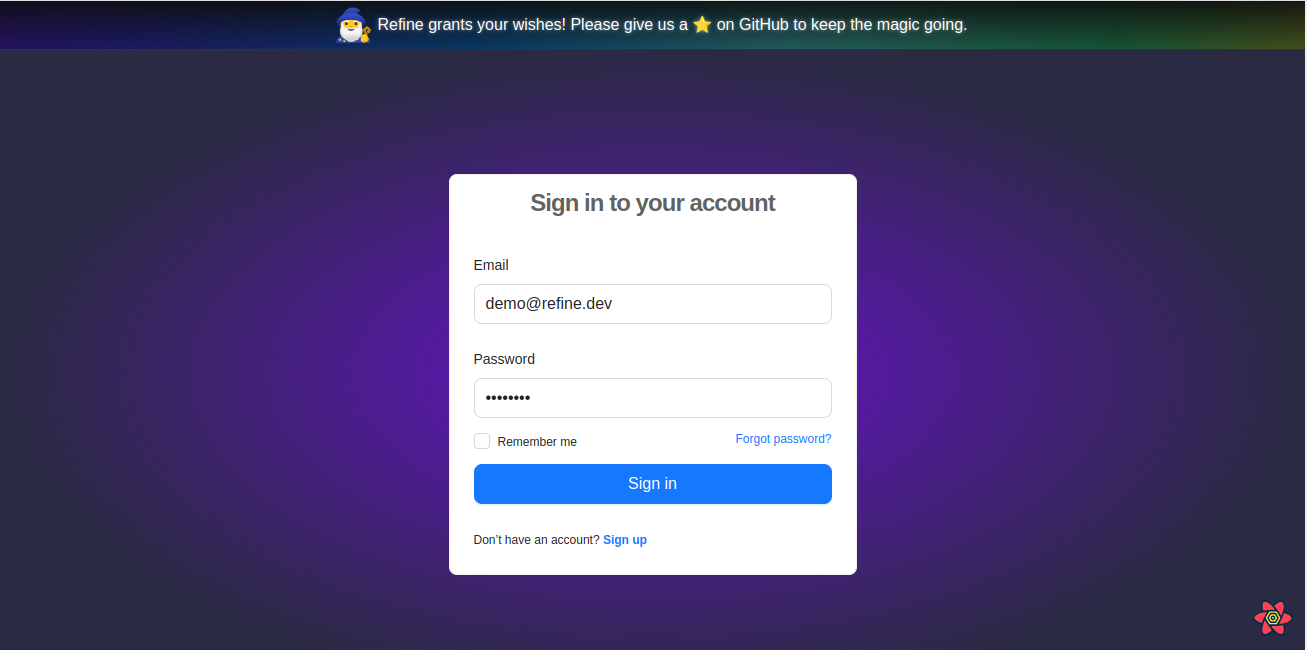 Refine grants your wishes! Please give us a ⭐ on GitHub to keep the magic going.
Sign in to your account
Email
demo@refine.dev
Password
••••••••
Remember me
Forgot password?
Sign in
Don’t have an account? Sign up